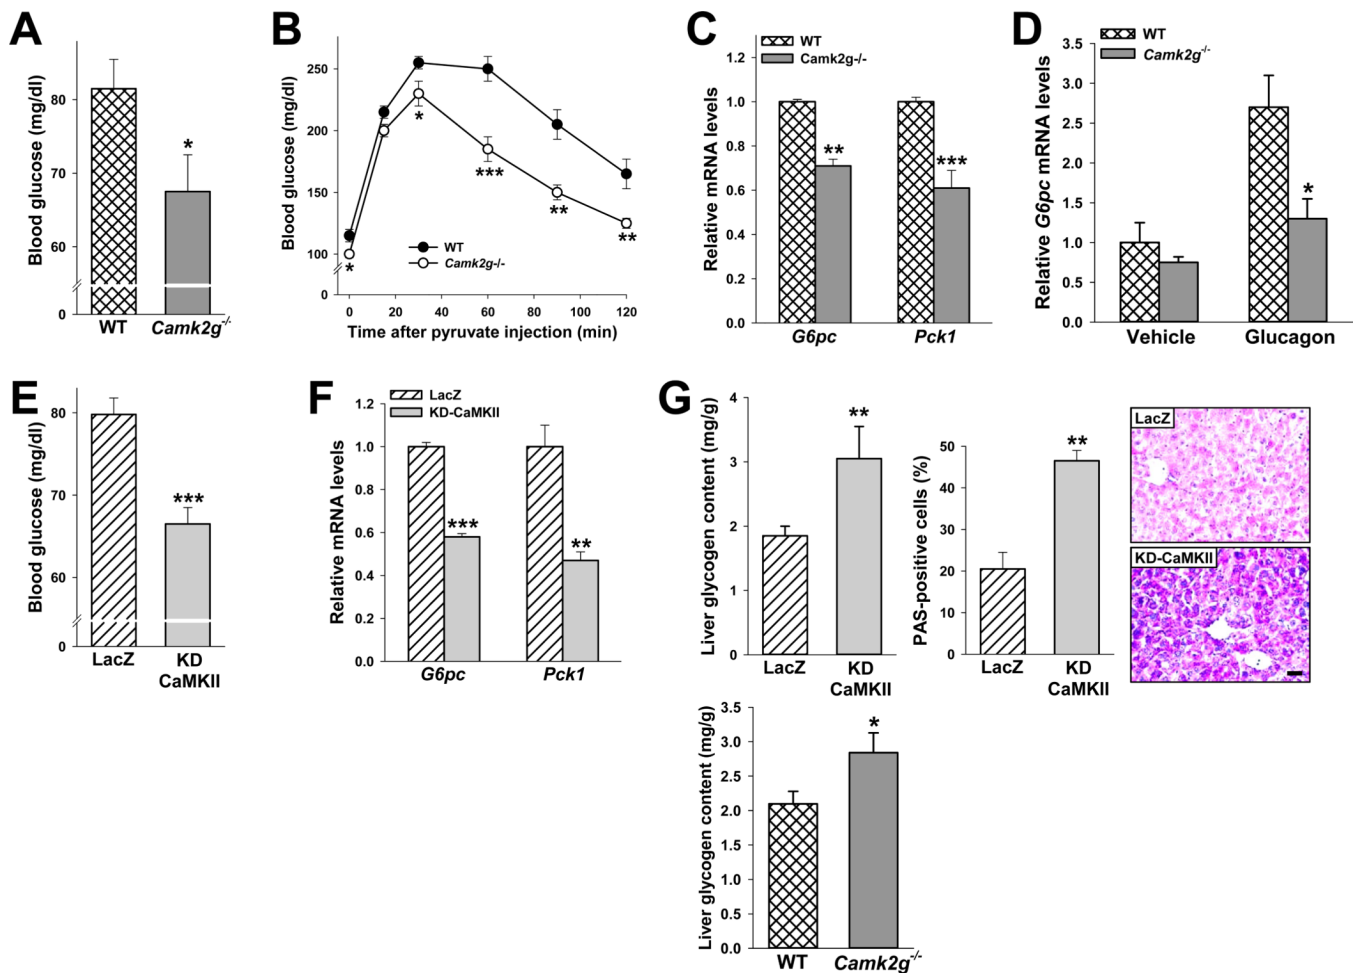 A
Blood glucose (mg/dl)
80
70
60
0
WT
Camk2g-/-
*
B
Blood glucose (mg/dl)
250
200
150
100
0
*
*
***
**
**
WT
Camk2g-/-
0 20 40 60 80 100 120
Time after pyruvate injection (min)
C
WT
Camk2g-/-
Relative mRNA levels
1.2
1.0
0.8
0.6
0.4
0.2
0.0
**
***
G6pc
Pck1
D
WT
Camk2g-/-
Relative G6pc mRNA levels
3.5
3.0
2.5
2.0
1.5
1.0
0.5
0.0
*
Vehicle
Glucagon
E
Blood glucose (mg/dl)
80
70
60
0
***
LacZ
KD
CaMKII
F
LacZ
KD-CaMKII
Relative mRNA levels
1.2
1.0
0.8
0.6
0.4
0.2
0.0
***
**
G6pc
Pck1
G
Liver glycogen content (mg/g)
4
3
2
1
0
**
LacZ
KD
CaMKII
PAS-positive cells (%)
50
40
30
20
10
0
**
LacZ
KD
CaMKII
LacZ
KD-CaMKII
Liver glycogen content (mg/g)
3.5
3.0
2.5
2.0
1.5
1.0
0.5
0.0
*
WT
Camk2g-/-